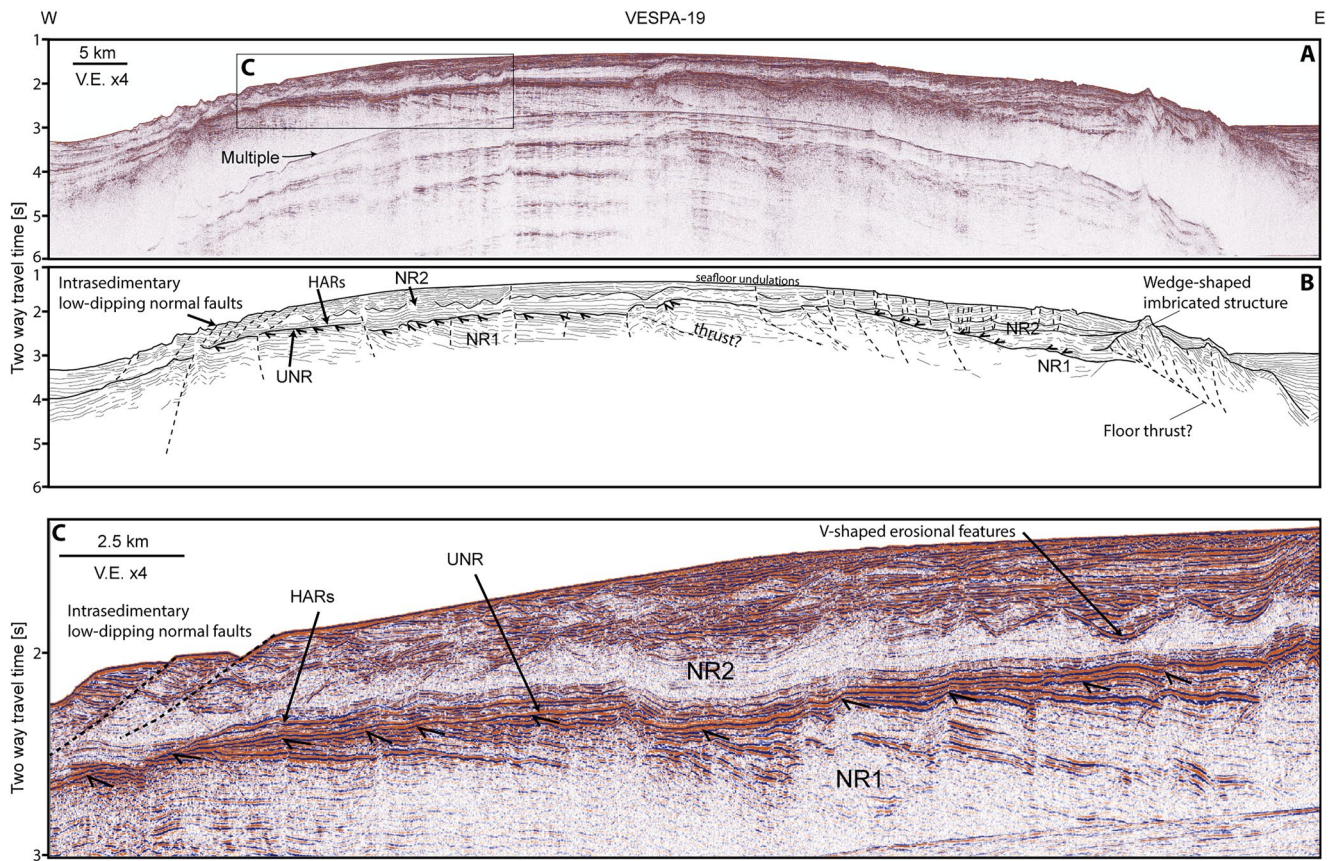 W
VESPA-19
E
1
2
3
4
5
6
5 km
V.E. x4
C
A
Multiple
Two way travel time [s]
1
2
3
4
5
6
Intrasedimentary
low-dipping normal faults
HARs
NR2
seafloor undulations
Wedge-shaped
imbricated structure
B
UNR
NR1
thrust?
NR2
NR1
Floor thrust?
C
2.5 km
V.E. x4
Intrasedimentary
low-dipping normal faults
HARs
UNR
V-shaped erosional features
NR2
NR1
Two way travel time [s]
2
3